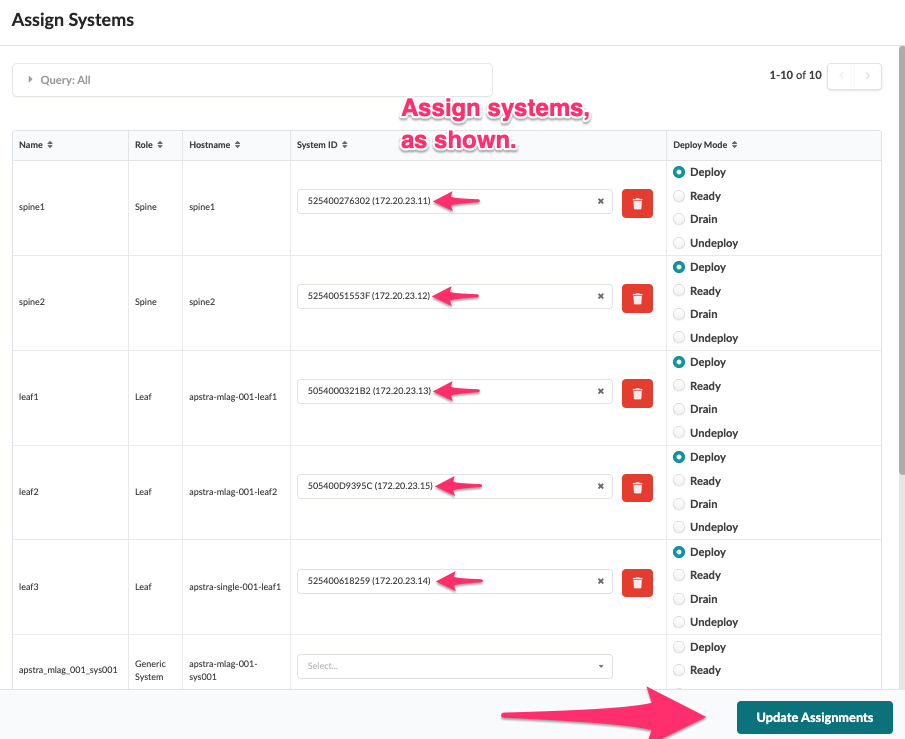 Assign Systems
Query: All
1-10 of 10
Assign systems,
as shown.
Name Role Hostname System ID Deploy Mode
spine1 Spine spine1 525400276302 (172.20.23.11)
Deploy
Ready
Drain
Undeploy
spine2 Spine spine2 52540051553F (172.20.23.12)
Deploy
Ready
Drain
Undeploy
leaf1 Leaf apstra-mlag-001-leaf1 5054000321B2 (172.20.23.13)
Deploy
Ready
Drain
Undeploy
leaf2 Leaf apstra-mlag-001-leaf2 505400D9395C (172.20.23.15)
Deploy
Ready
Drain
Undeploy
leaf3 Leaf apstra-single-001-leaf1 525400618259 (172.20.23.14)
Deploy
Ready
Drain
Undeploy
apstra_mlag_001_sys001
Generic
System
apstra-mlag-001-
sys001
Select...
Deploy
Ready
Update Assignments